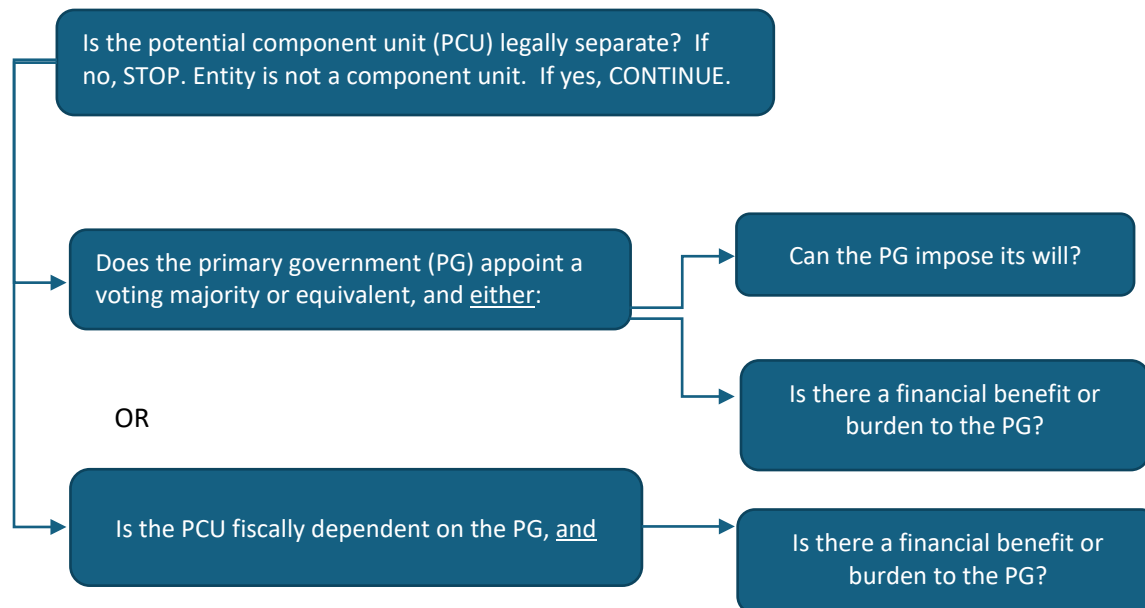 Is the potential component unit (PCU) legally separate?  If
no, STOP. Entity is not a component unit.  If yes, CONTINUE.
Does the primary government (PG) appoint a
voting majority or equivalent, and either:
Can the PG impose its will?
Is there a financial benefit or
burden to the PG?
OR
Is the PCU fiscally dependent on the PG, and
Is there a financial benefit or
burden to the PG?